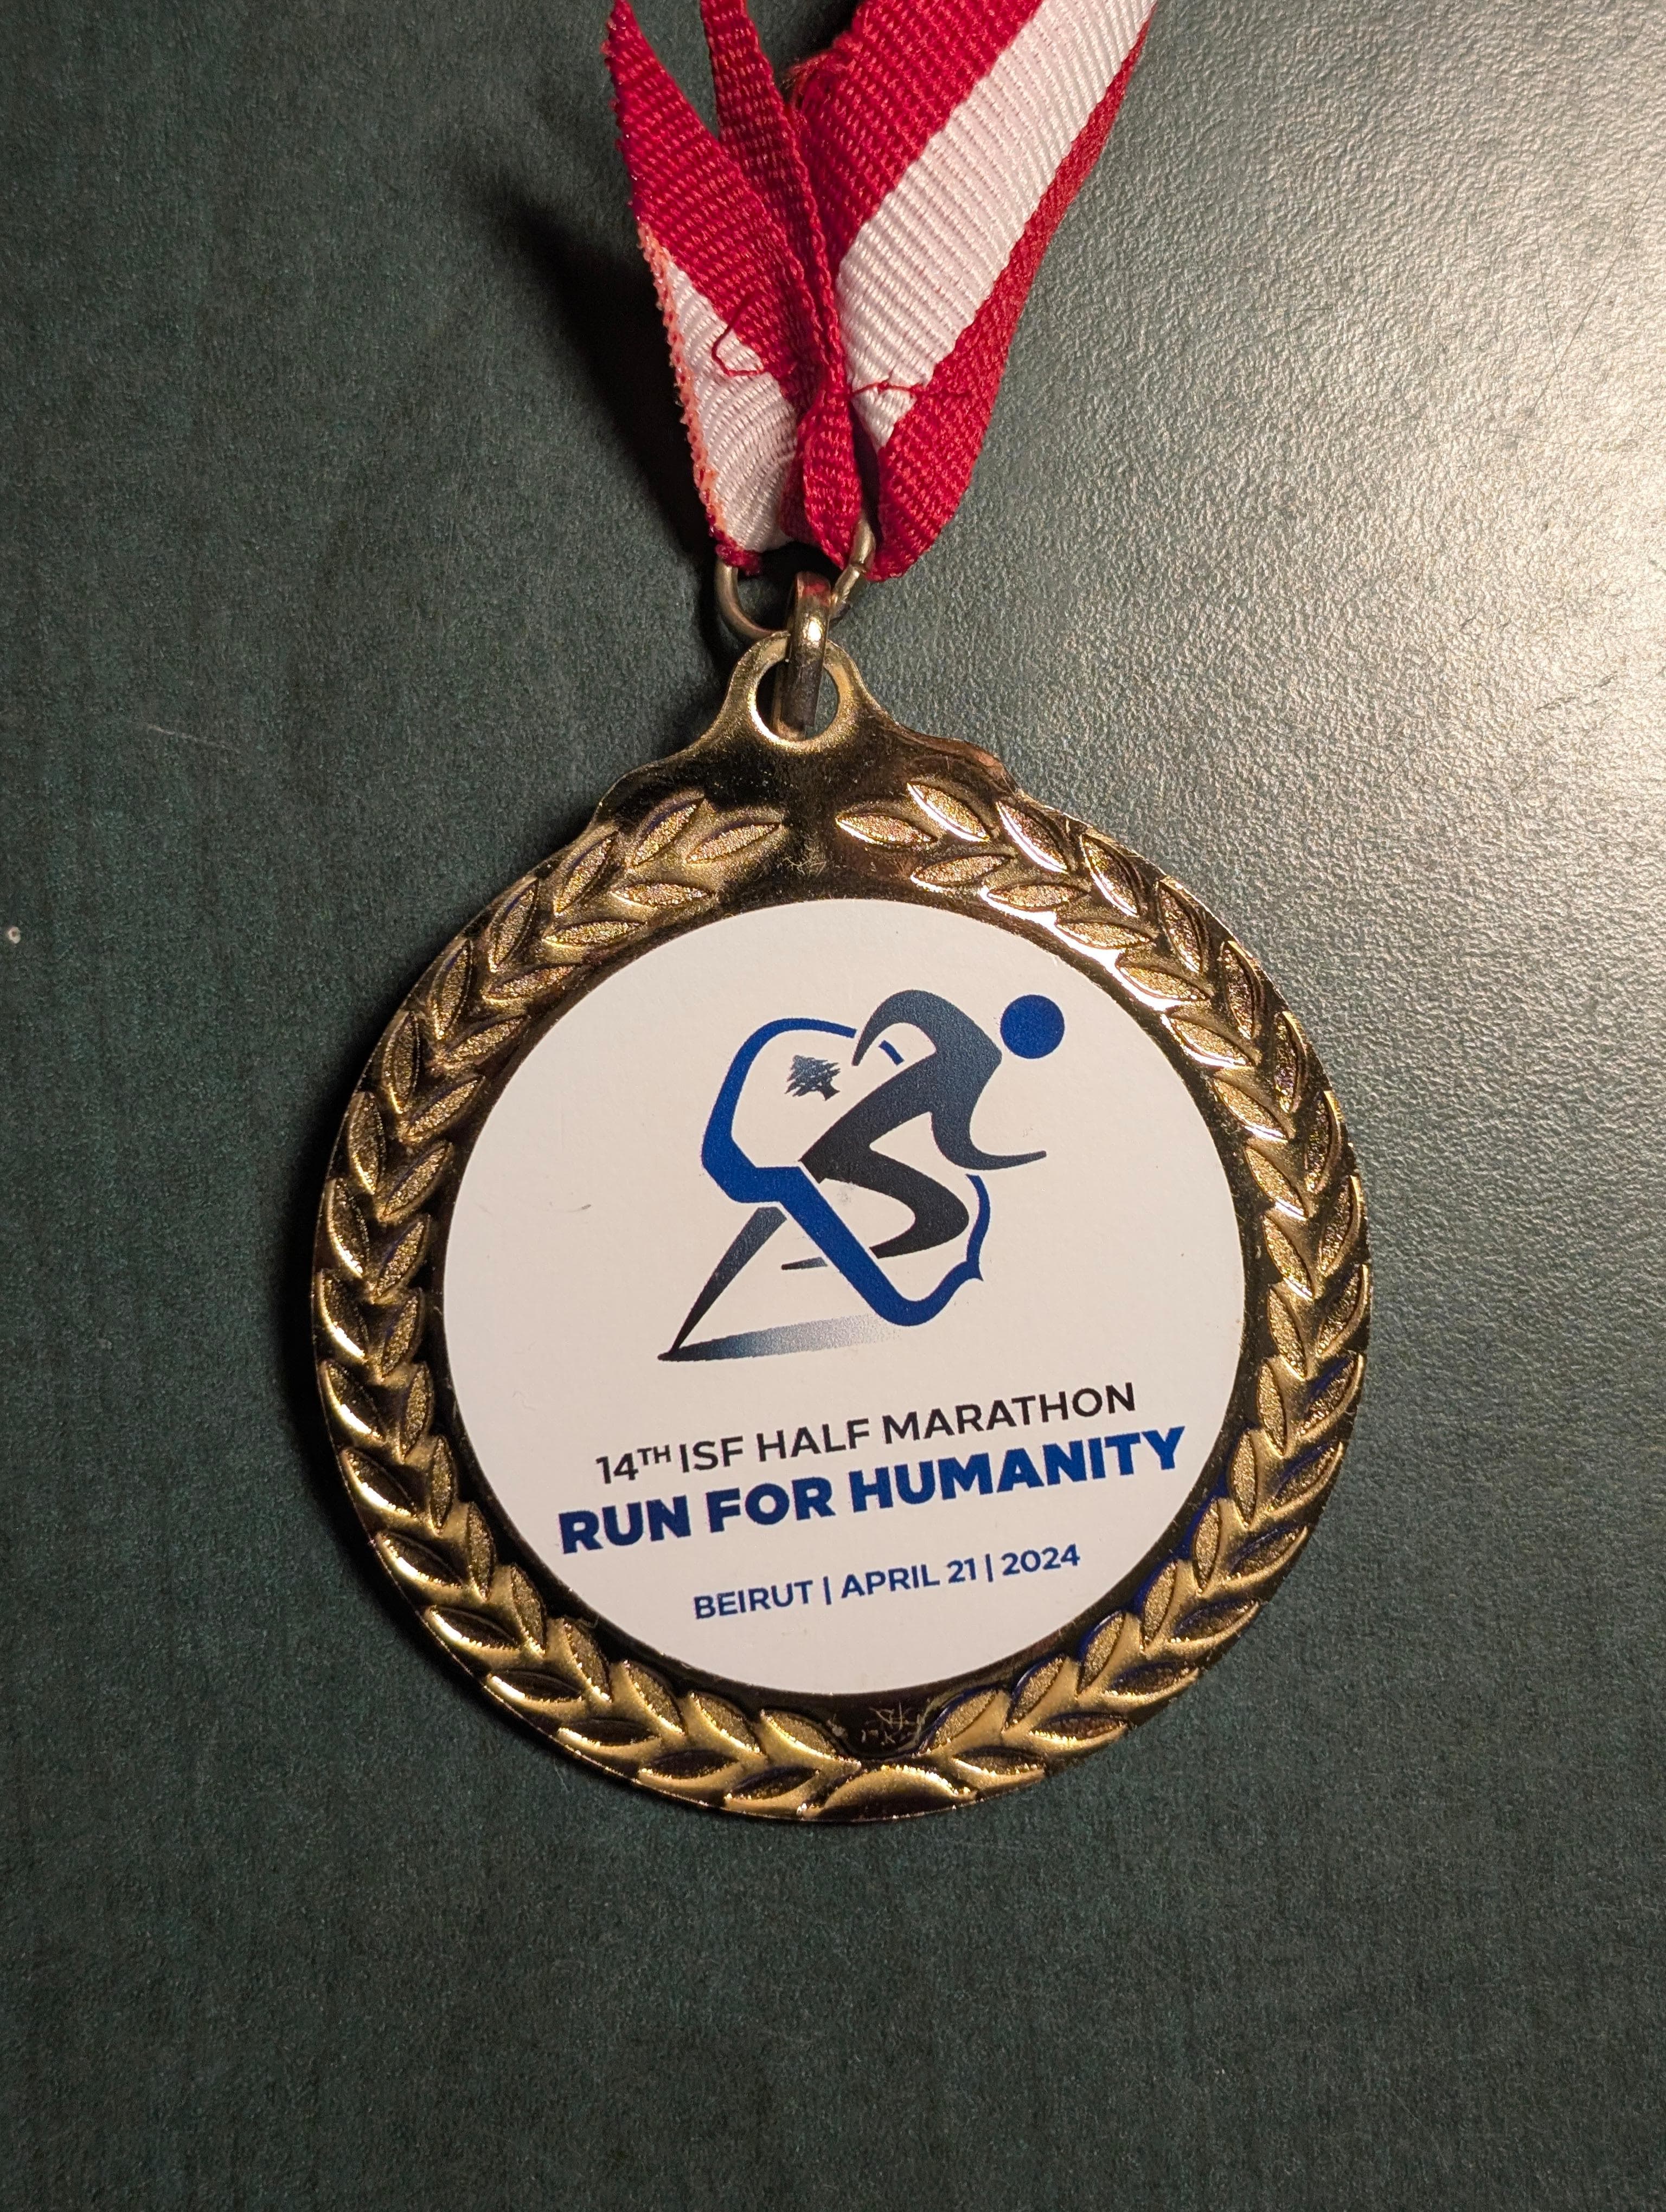 14TH ISF HALF MARATHON
RUN FOR HUMANITY
BEIRUT | APRIL 21 | 2024